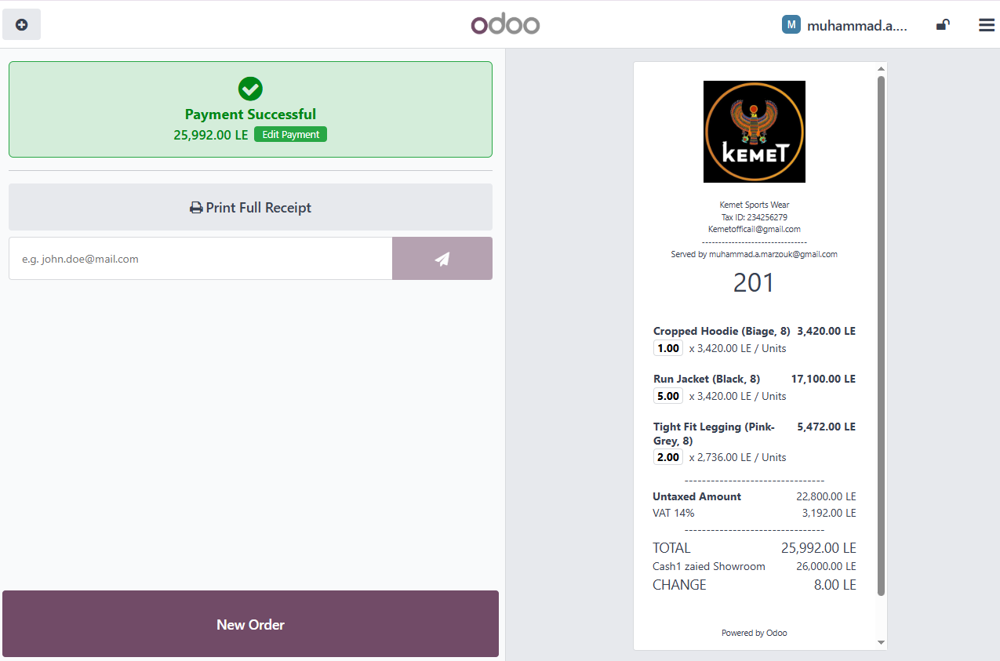 odoo
M muhammad.a....
Payment Successful
25,992.00 LE Edit Payment
Print Full Receipt
e.g. john.doe@mail.com
New Order
KEMET
Kemet Sports Wear
Tax ID: 234256279
Kemetofficail@gmail.com
--------------------------------
Served by muhammad.a.marzouk@gmail.com
201
Cropped Hoodie (Biage, 8) 3,420.00 LE
1.00 x 3,420.00 LE / Units
Run Jacket (Black, 8) 17,100.00 LE
5.00 x 3,420.00 LE / Units
Tight Fit Legging (Pink- 5,472.00 LE
Grey, 8)
2.00 x 2,736.00 LE / Units
--------------------------------
Untaxed Amount 22,800.00 LE
VAT 14% 3,192.00 LE
--------------------------------
TOTAL 25,992.00 LE
Cash1 zaied Showroom 26,000.00 LE
CHANGE 8.00 LE
Powered by Odoo